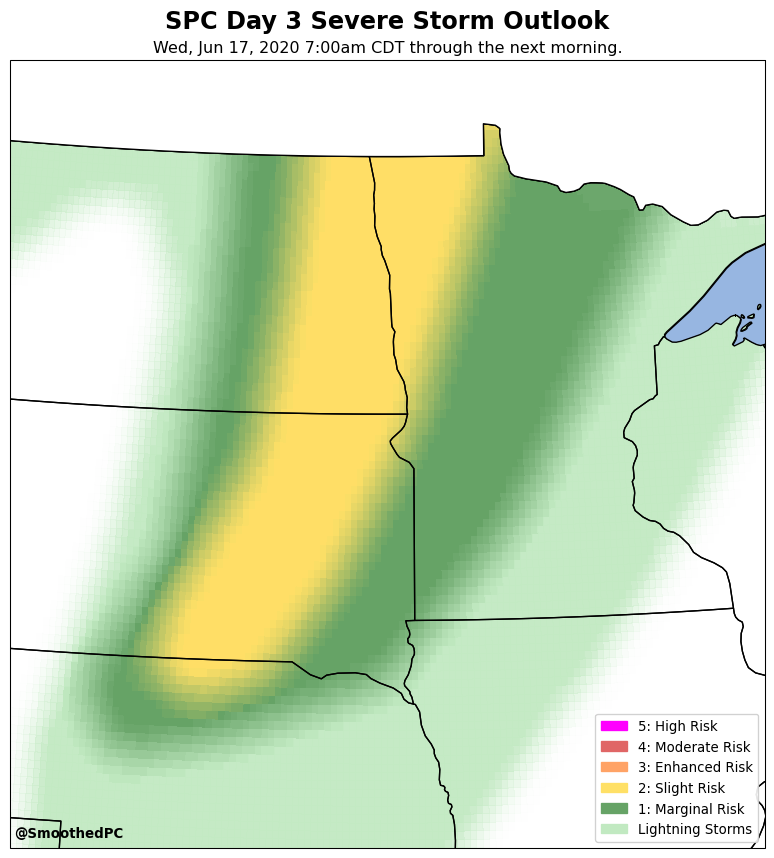 SPC Day 3 Severe Storm Outlook
Wed, Jun 17, 2020 7:00am CDT through the next morning.
5: High Risk
4: Moderate Risk
3: Enhanced Risk
2: Slight Risk
1: Marginal Risk
Lightning Storms
@SmoothedPC